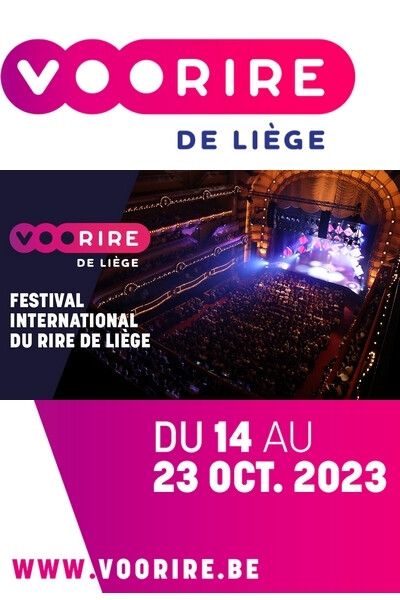 VOORIRE
DE LIÈGE
VOORIRE
DE LIÈGE
FESTIVAL
INTERNATIONAL
DU RIRE DE LIÈGE
DU 14 AU
23 OCT. 2023
WWW.VOORIRE.BE